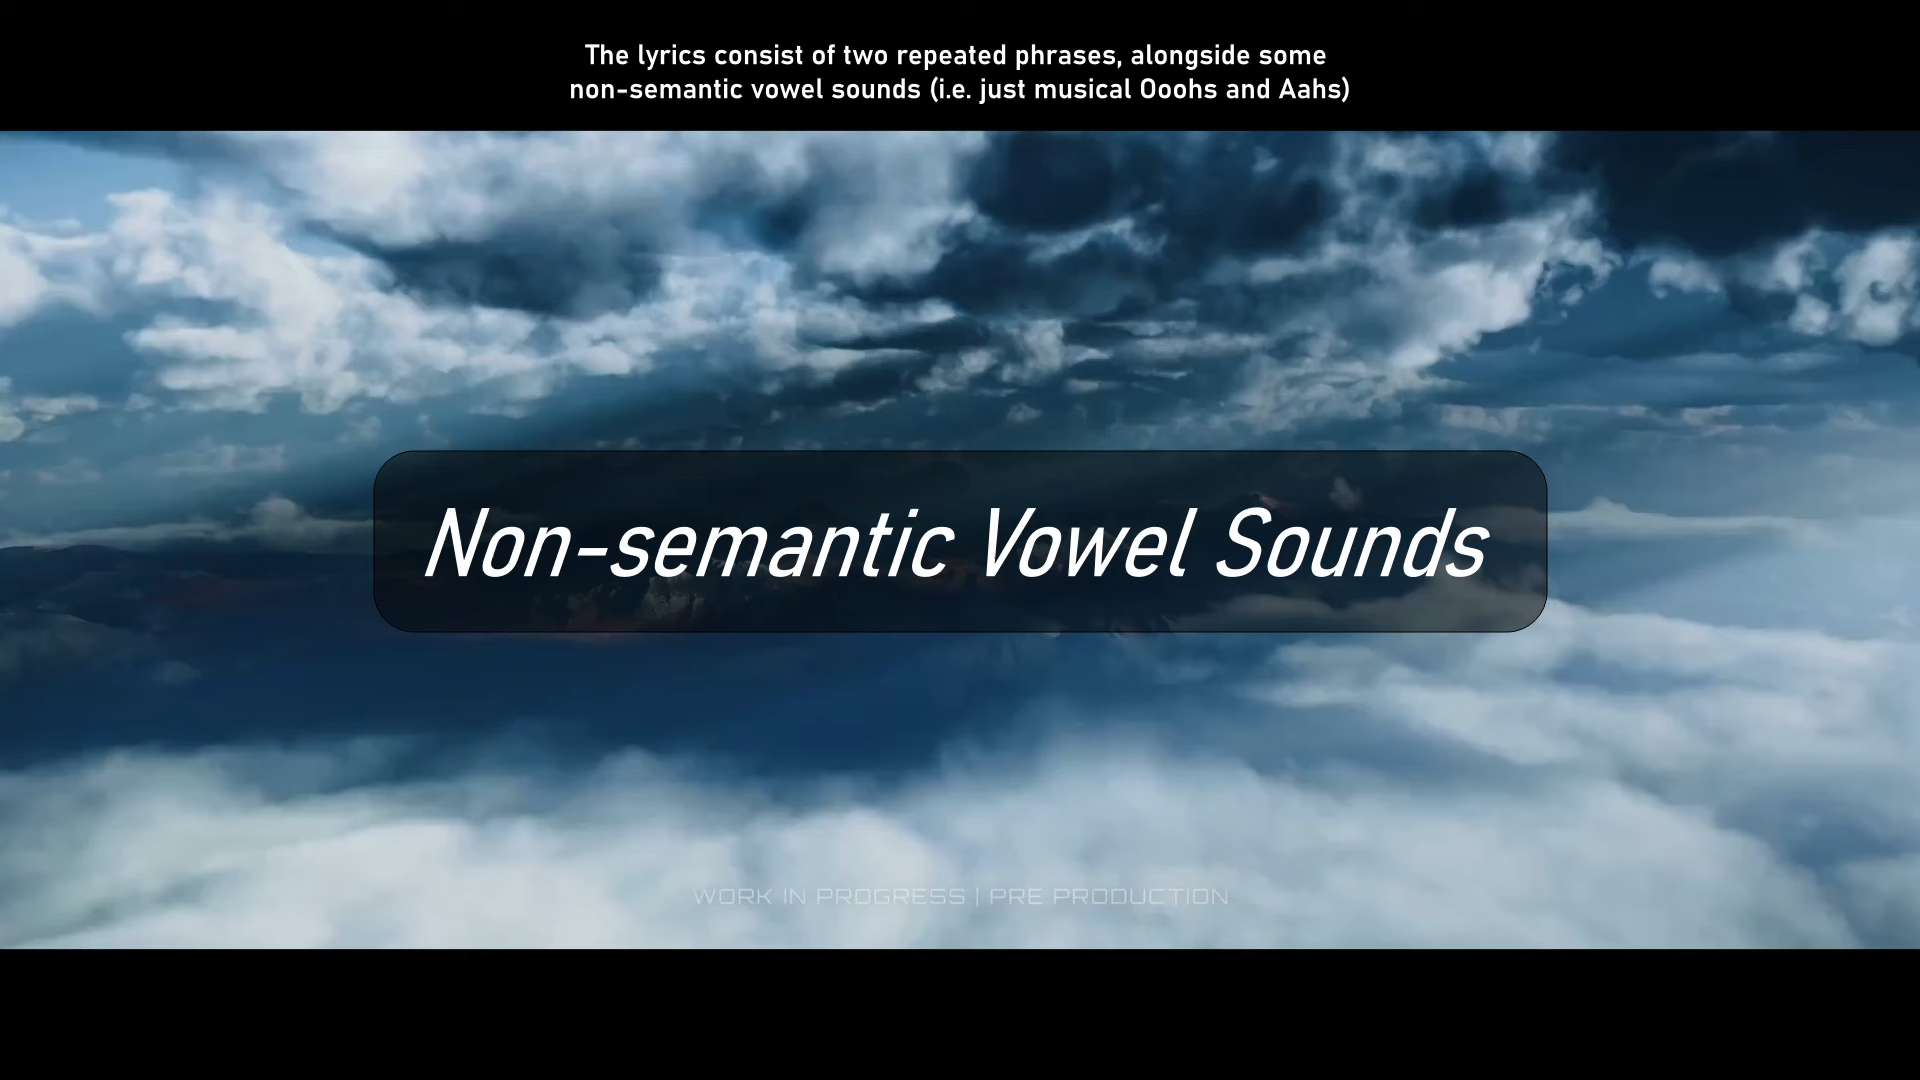 The lyrics consist of two repeated phrases, alongside some
non-semantic vowel sounds (i.e. just musical Ooohs and Aahs)
Non-semantic Vowel Sounds
WORK IN PROGRESS | PRE PRODUCTION